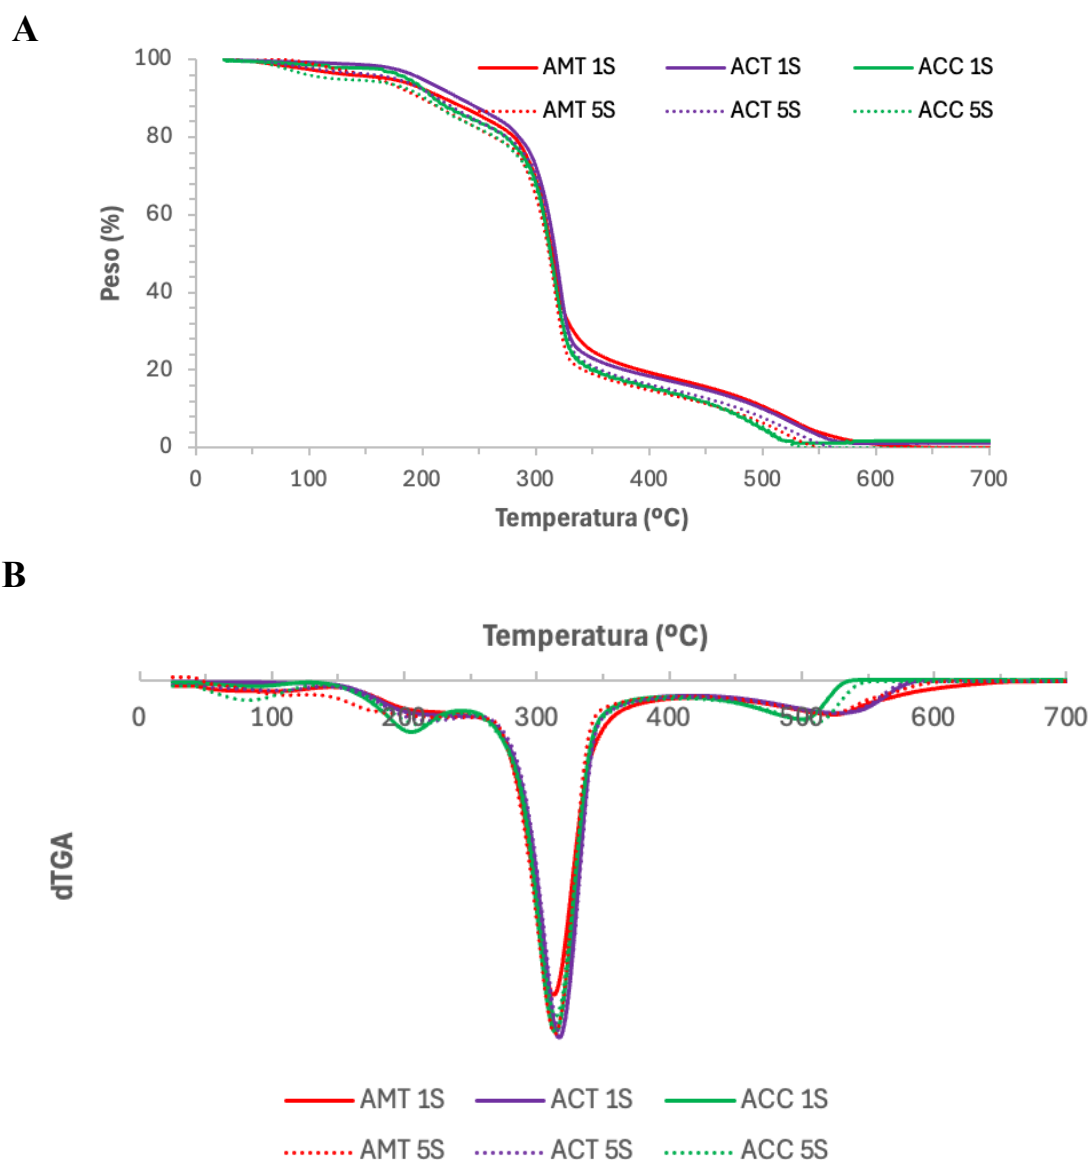 A
100
80
60
40
20
0
Peso (%)
AMT 1S ACT 1S ACC 1S
AMT 5S ACT 5S ACC 5S
0 100 200 300 400 500 600 700
Temperatura (ºC)
B
Temperatura (ºC)
0 100 200 300 400 500 600 700
dTGA
AMT 1S ACT 1S ACC 1S
AMT 5S ACT 5S ACC 5S